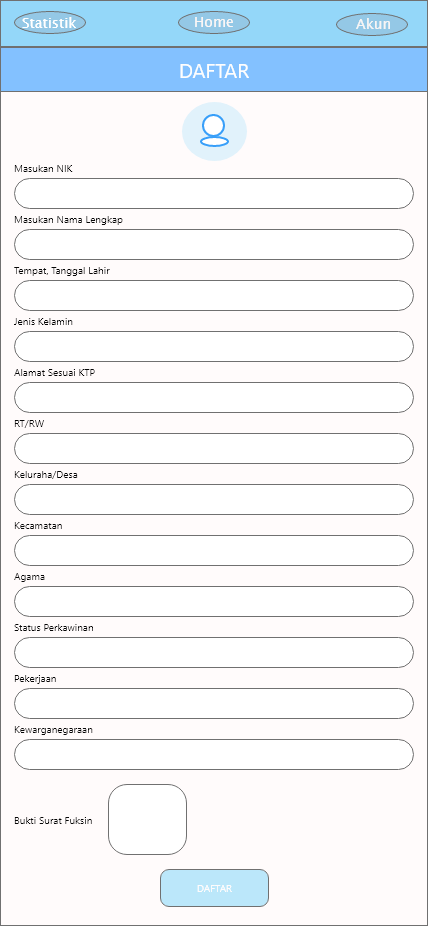 Statistik
Home
Akun
DAFTAR
Masukan NIK
Masukan Nama Lengkap
Tempat, Tanggal Lahir
Jenis Kelamin
Alamat Sesuai KTP
RT/RW
Keluraha/Desa
Kecamatan
Agama
Status Perkawinan
Pekerjaan
Kewarganegaraan
Bukti Surat Fuksin
DAFTAR